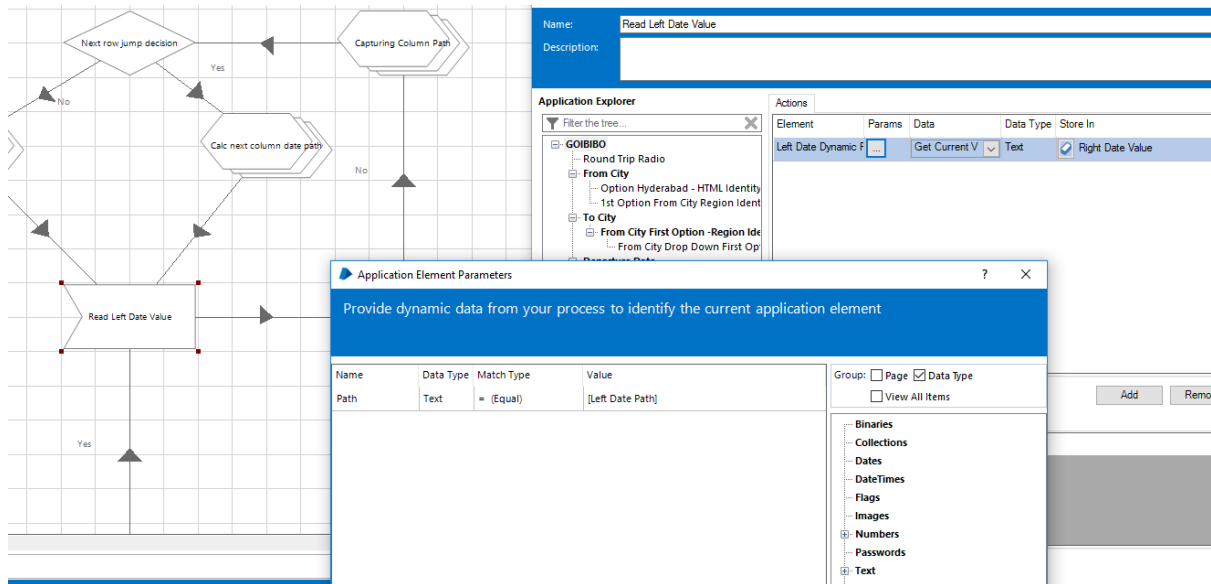 Next row jump decision
Capturing Column Path
Yes
No
Calc next column date path
No
Read Left Date Value
Yes
Name:
Read Left Date Value
Description:
Application Explorer
Filter the tree...
GOIBIBO
Round Trip Radio
From City
Option Hyderabad - HTML Identity
1st Option From City Region Ident
To City
From City First Option -Region Ide
From City Drop Down First Op
Departure Date
Actions
Element Params Data Data Type Store In
Left Date Dynamic F ... Get Current V Text Right Date Value
Add Remo
Application Element Parameters ? X
Provide dynamic data from your process to identify the current application element
Name Data Type Match Type Value
Path Text = (Equal) [Left Date Path]
Group: Page Data Type
View All Items
Binaries
Collections
Dates
DateTimes
Flags
Images
Numbers
Passwords
Text